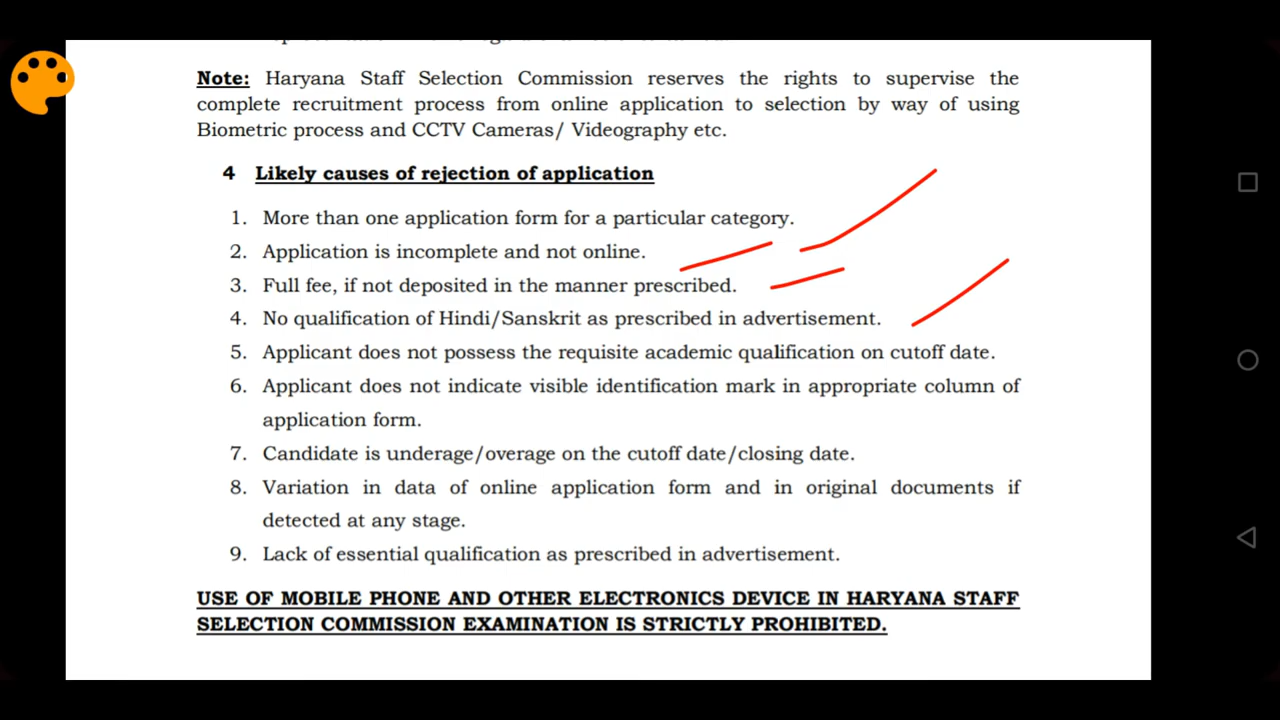 Note: Haryana Staff Selection Commission reserves the rights to supervise the
complete recruitment process from online application to selection by way of using
Biometric process and CCTV Cameras/ Videography etc.
4 Likely causes of rejection of application
1. More than one application form for a particular category.
2. Application is incomplete and not online.
3. Full fee, if not deposited in the manner prescribed.
4. No qualification of Hindi/Sanskrit as prescribed in advertisement.
5. Applicant does not possess the requisite academic qualification on cutoff date.
6. Applicant does not indicate visible identification mark in appropriate column of
application form.
7. Candidate is underage/overage on the cutoff date/closing date.
8. Variation in data of online application form and in original documents if
detected at any stage.
9. Lack of essential qualification as prescribed in advertisement.
USE OF MOBILE PHONE AND OTHER ELECTRONICS DEVICE IN HARYANA STAFF
SELECTION COMMISSION EXAMINATION IS STRICTLY PROHIBITED.